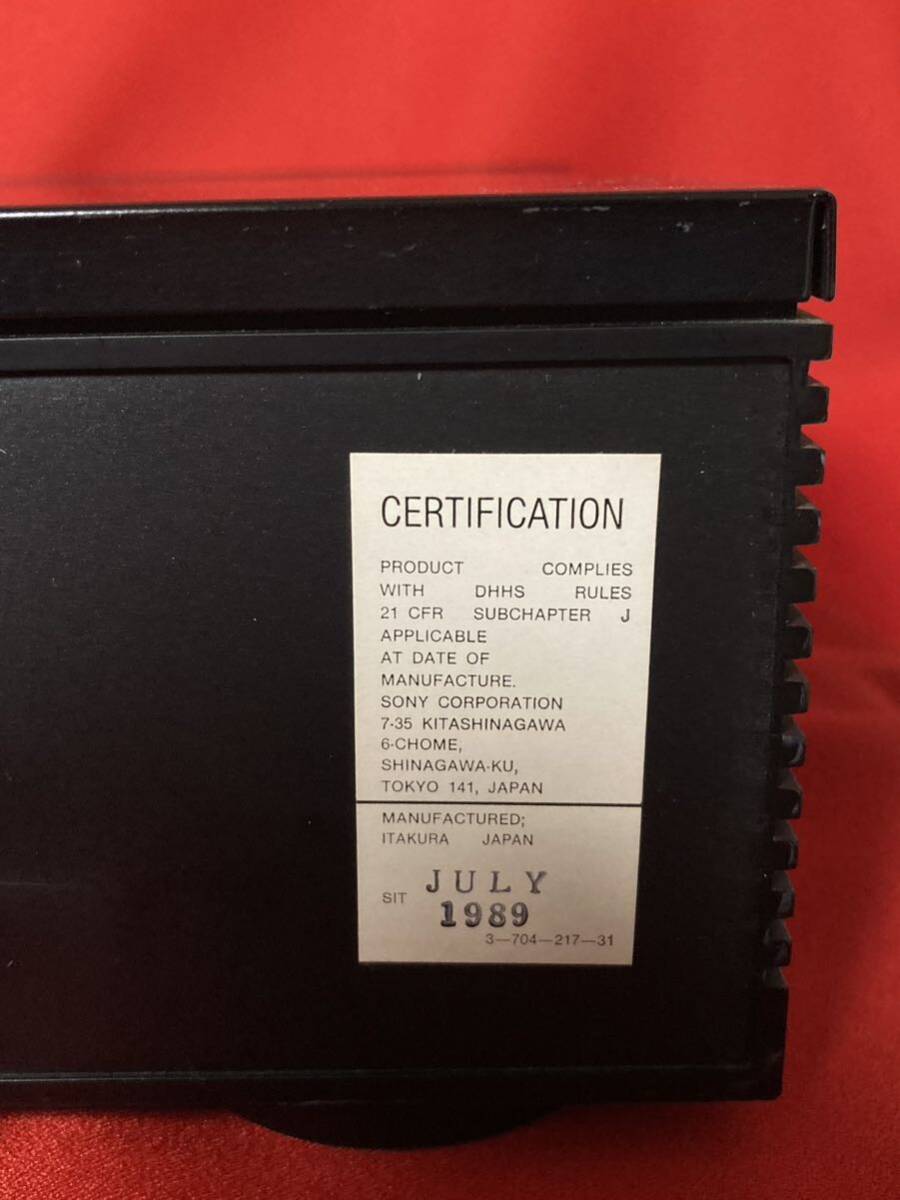 CERTIFICATION
PRODUCT COMPLIES
WITH DHHS RULES
21 CFR SUBCHAPTER J
APPLICABLE
AT DATE OF
MANUFACTURE.
SONY CORPORATION
7-35 KITASHINAGAWA
6-CHOME,
SHINAGAWA-KU,
TOKYO 141, JAPAN
MANUFACTURED;
ITAKURA JAPAN
SIT JULY
1989
3—704—217—31